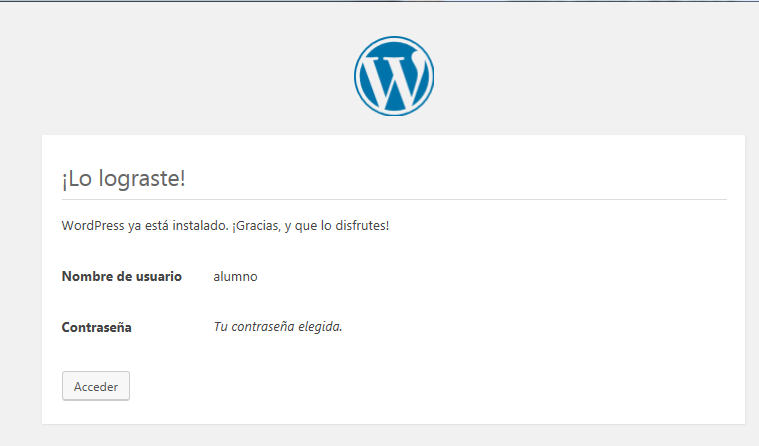 ¡Lo lograste!
WordPress ya está instalado. ¡Gracias, y que lo disfrutes!
Nombre de usuario alumno
Contraseña Tu contraseña elegida.
Acceder